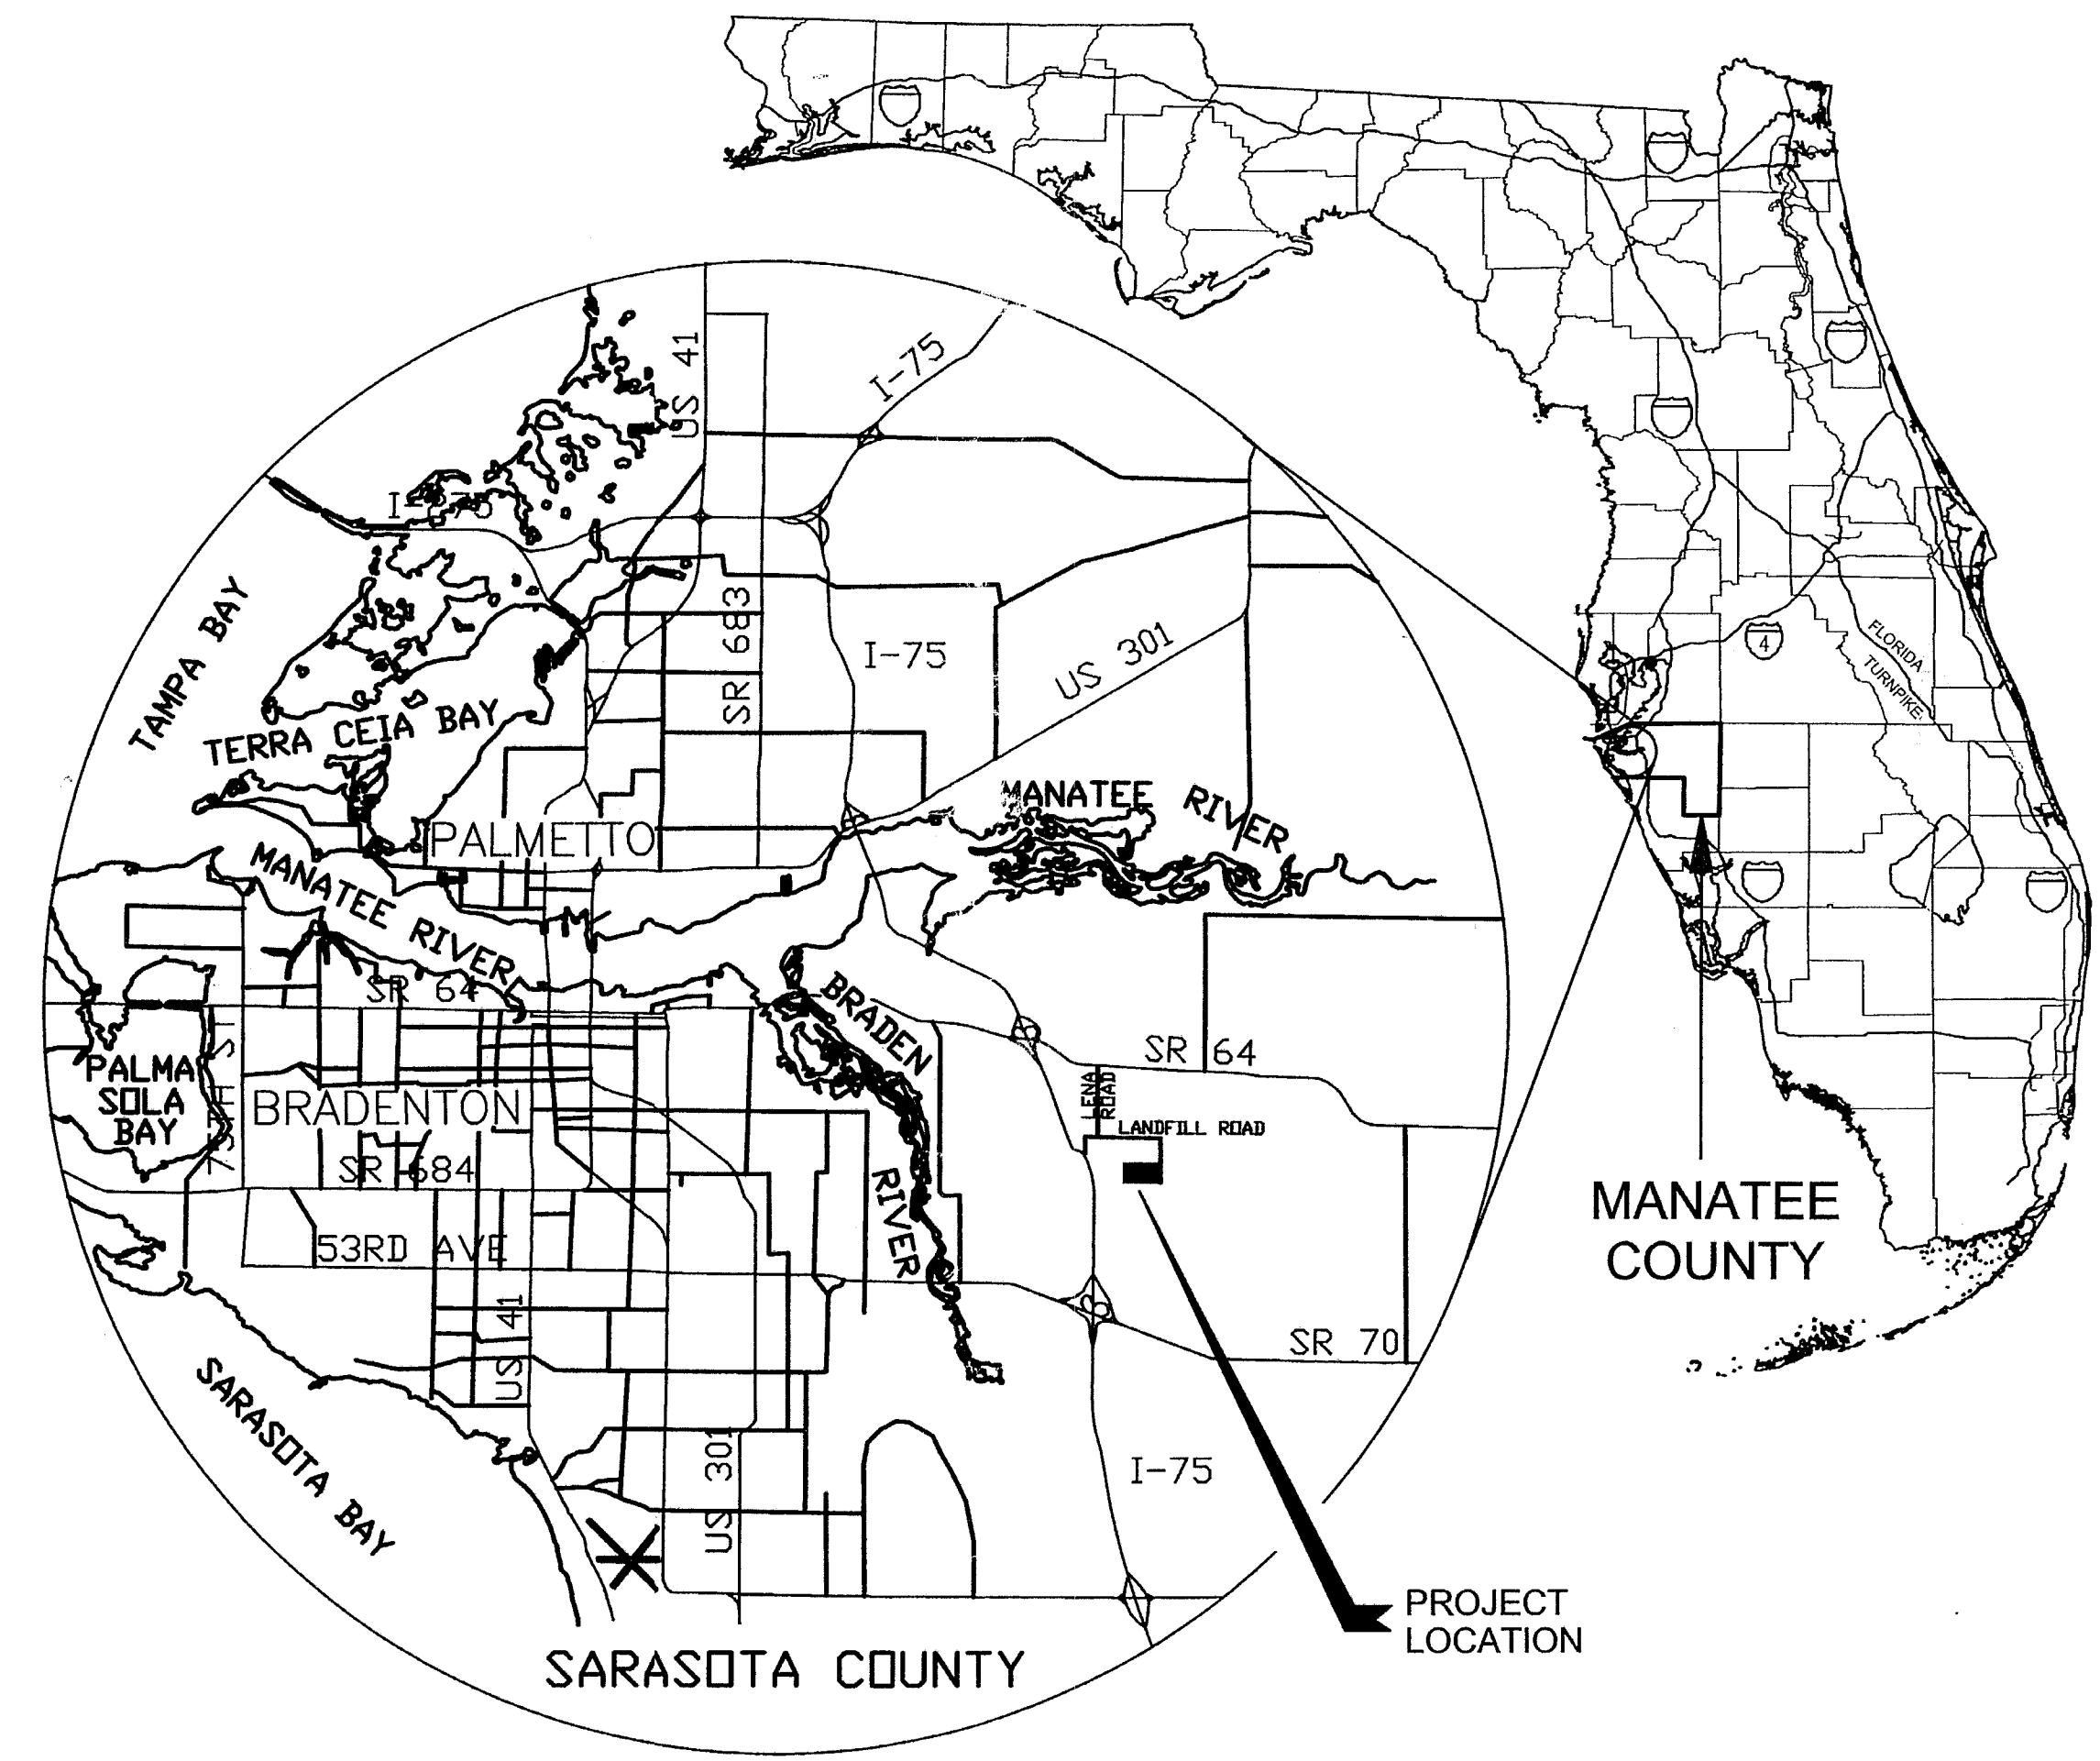 US 41
I-75
I-275
TAMPA BAY
SR 683
I-75
US 301
TERRA CEIA BAY
FLORIDA
TURNPIKE
4
MANATEE RIVER
PALMETTO
MANATEE RIVER
SR 64
BRADEN
RIVER
SR 64
PALMA
SOLA
BAY
75TH ST
BRADENTON
LENA
ROAD
LANDFILL ROAD
SR 684
53RD AVE
MANATEE
COUNTY
US 41
SR 70
SARASOTA BAY
US 301
I-75
PROJECT
LOCATION
SARASOTA COUNTY